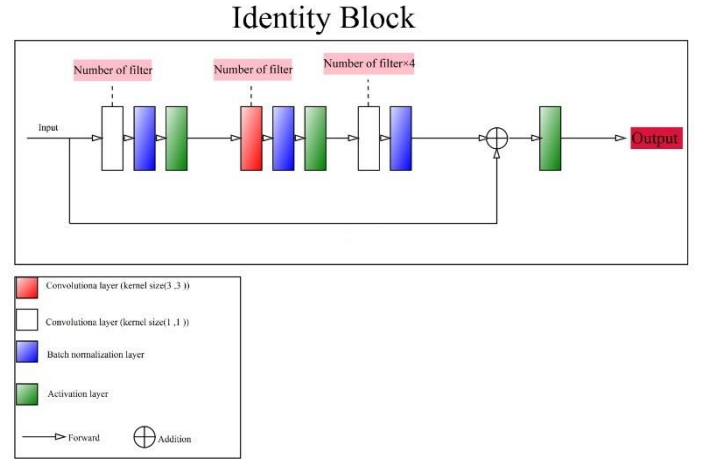 Identity Block
Number of filter
Number of filter
Number of filter×4
Input
Output
Convolutiona layer (kernel size(3 ,3 ))
Convolutiona layer (kernel size(1 ,1 ))
Batch normalization layer
Activation layer
Forward
Addition